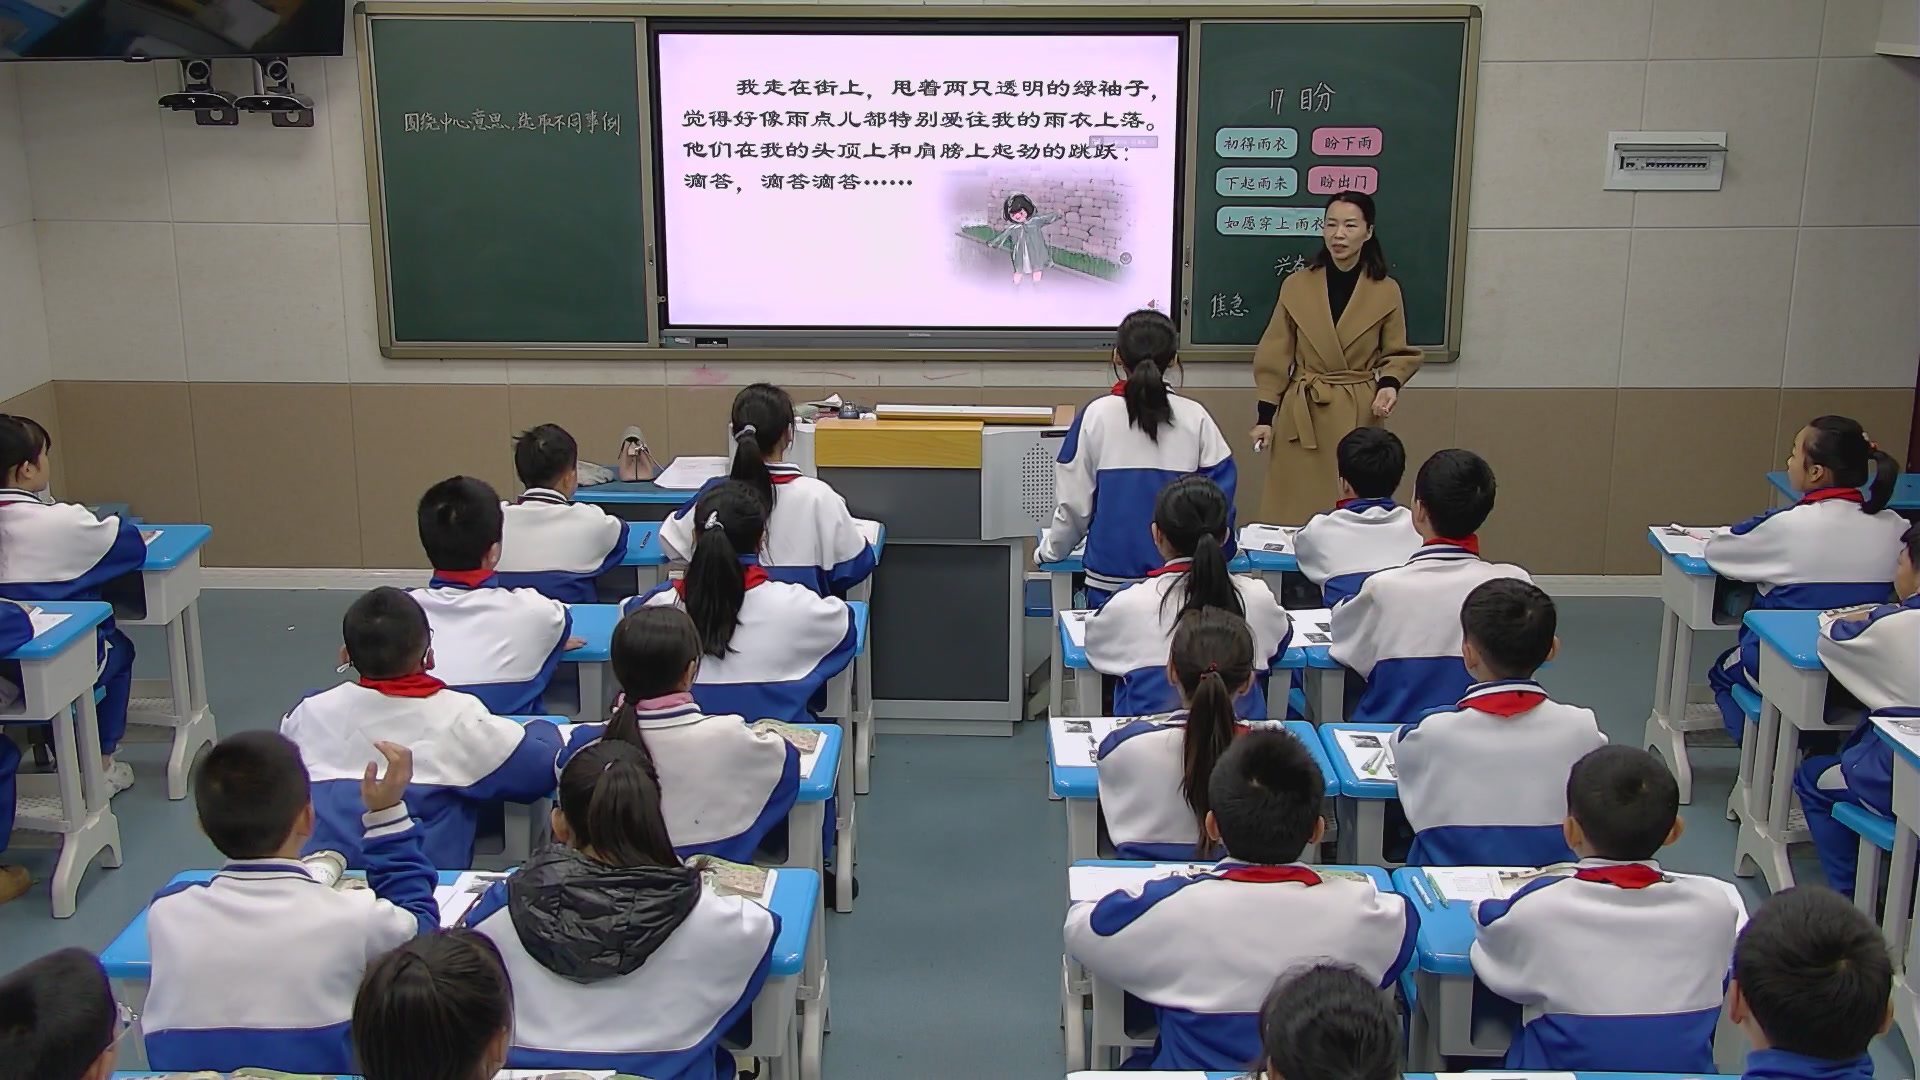 围绕中心意思，选取不同事例
我走在街上，甩着两只透明的绿袖子，
觉得好像雨点儿都特别爱往我的雨衣上落。
他们在我的头顶上和肩膀上起劲的跳跃：
滴答，滴答滴答……
17 盼
初得雨衣 盼下雨
下起雨来 盼出门
如愿穿上雨衣
兴奋
焦急